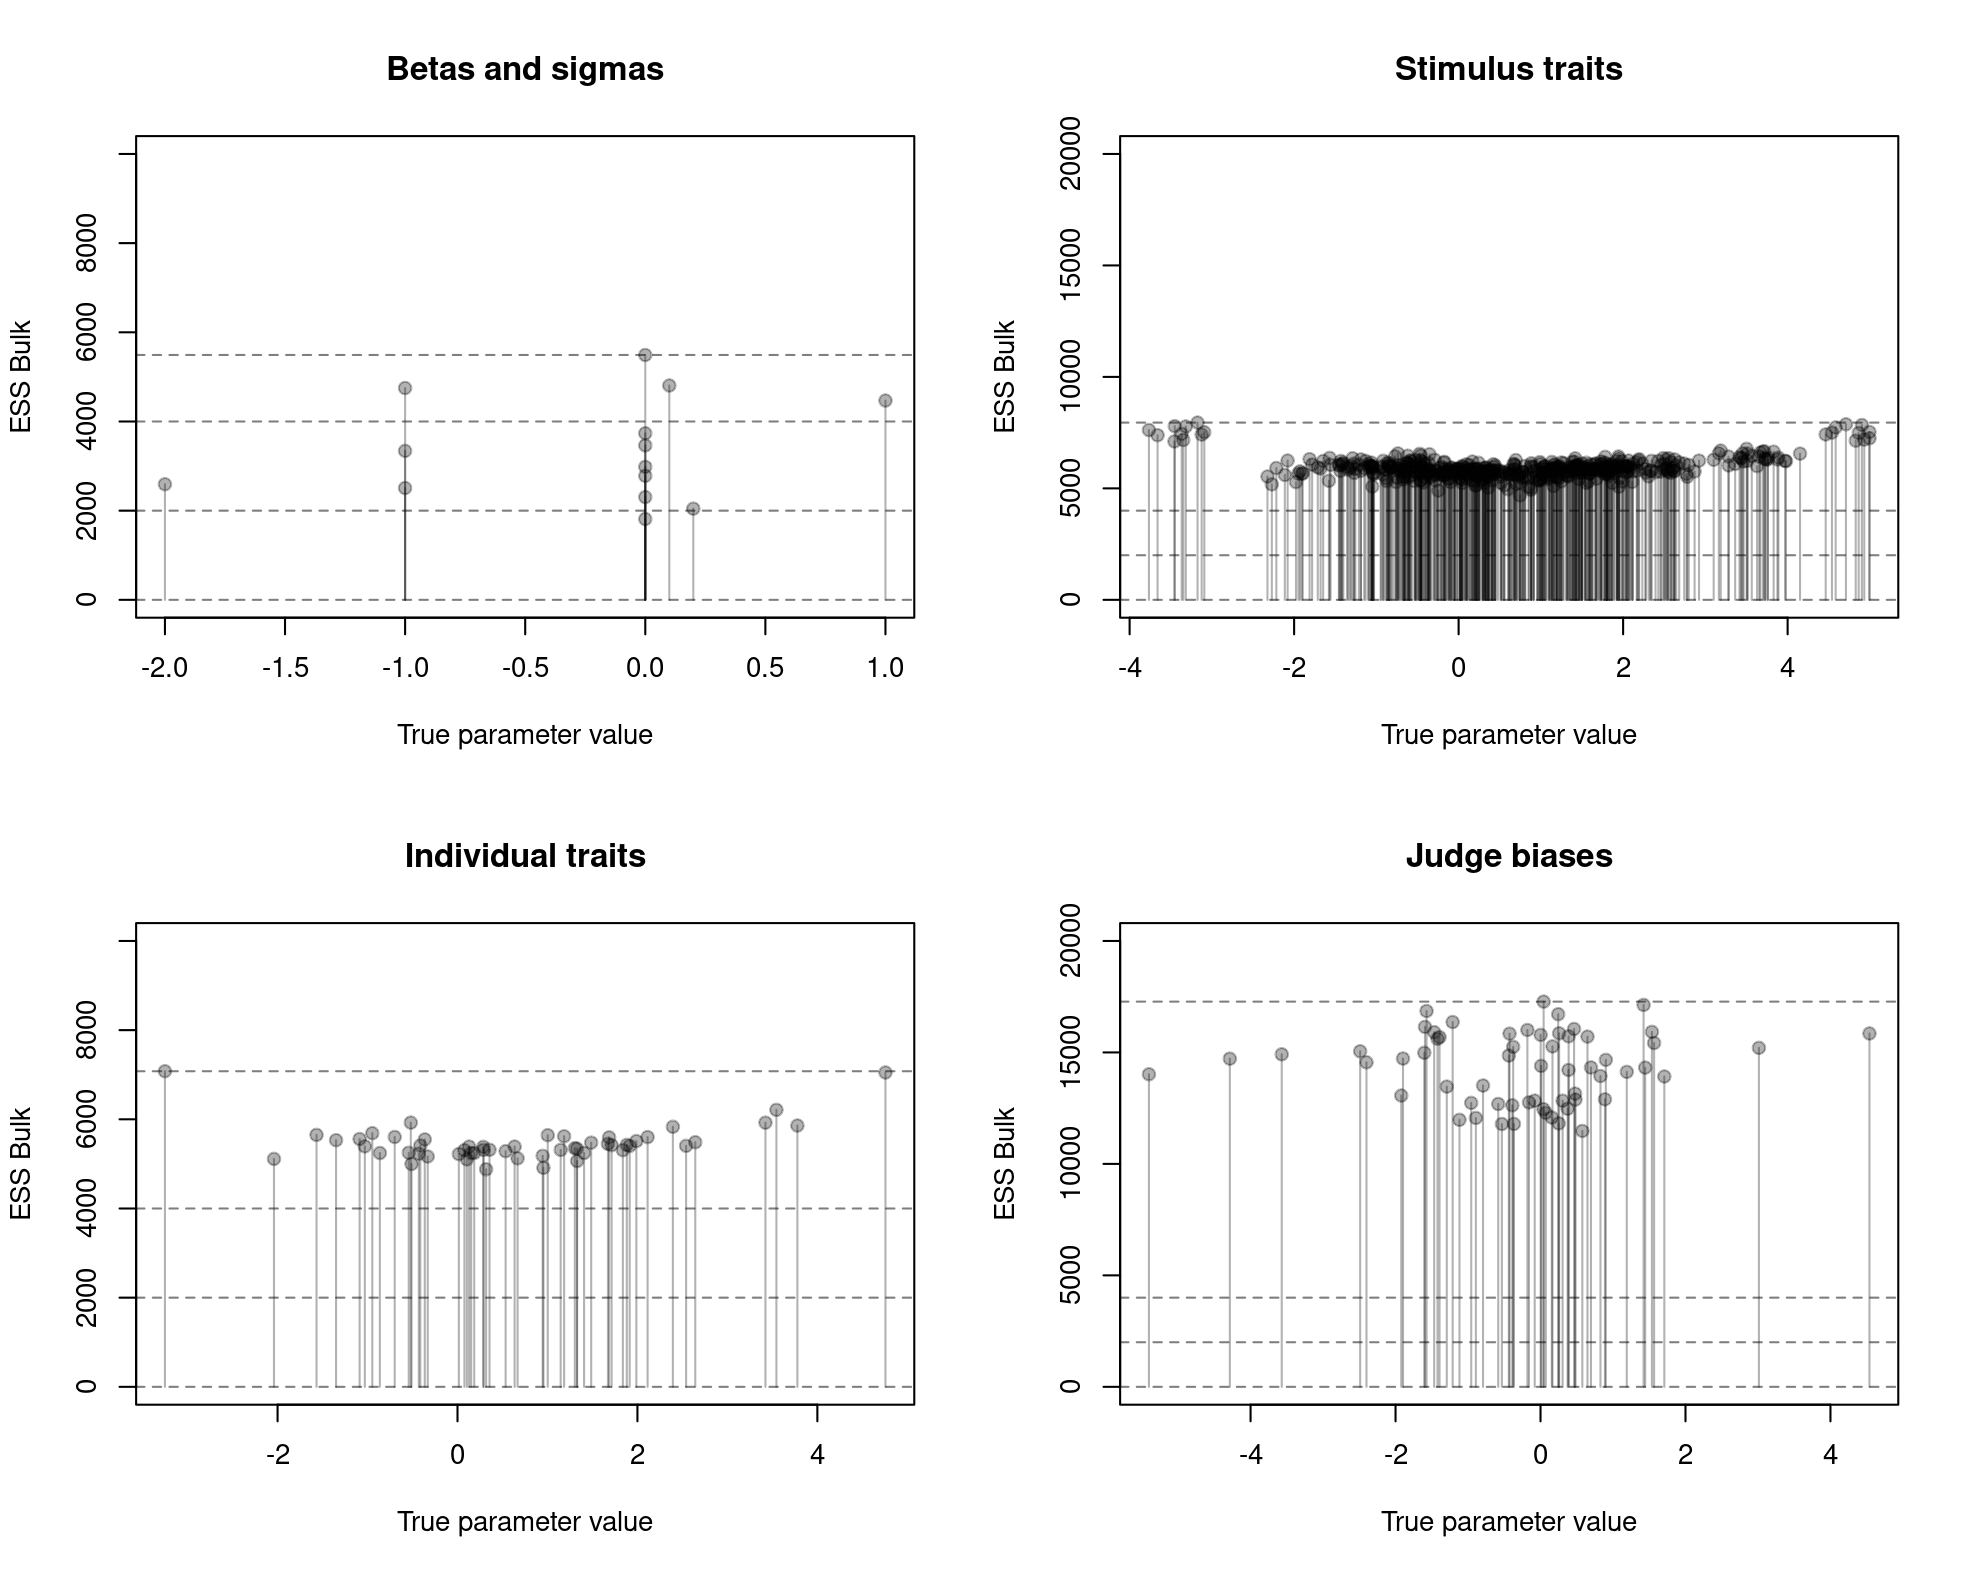 Betas and sigmas
ESS Bulk
0 2000 4000 6000 8000
-2.0 -1.5 -1.0 -0.5 0.0 0.5 1.0
True parameter value
Stimulus traits
ESS Bulk
0 5000 10000 15000 20000
-4 -2 0 2 4
True parameter value
Individual traits
ESS Bulk
0 2000 4000 6000 8000
-2 0 2 4
True parameter value
Judge biases
ESS Bulk
0 5000 10000 15000 20000
-4 -2 0 2 4
True parameter value